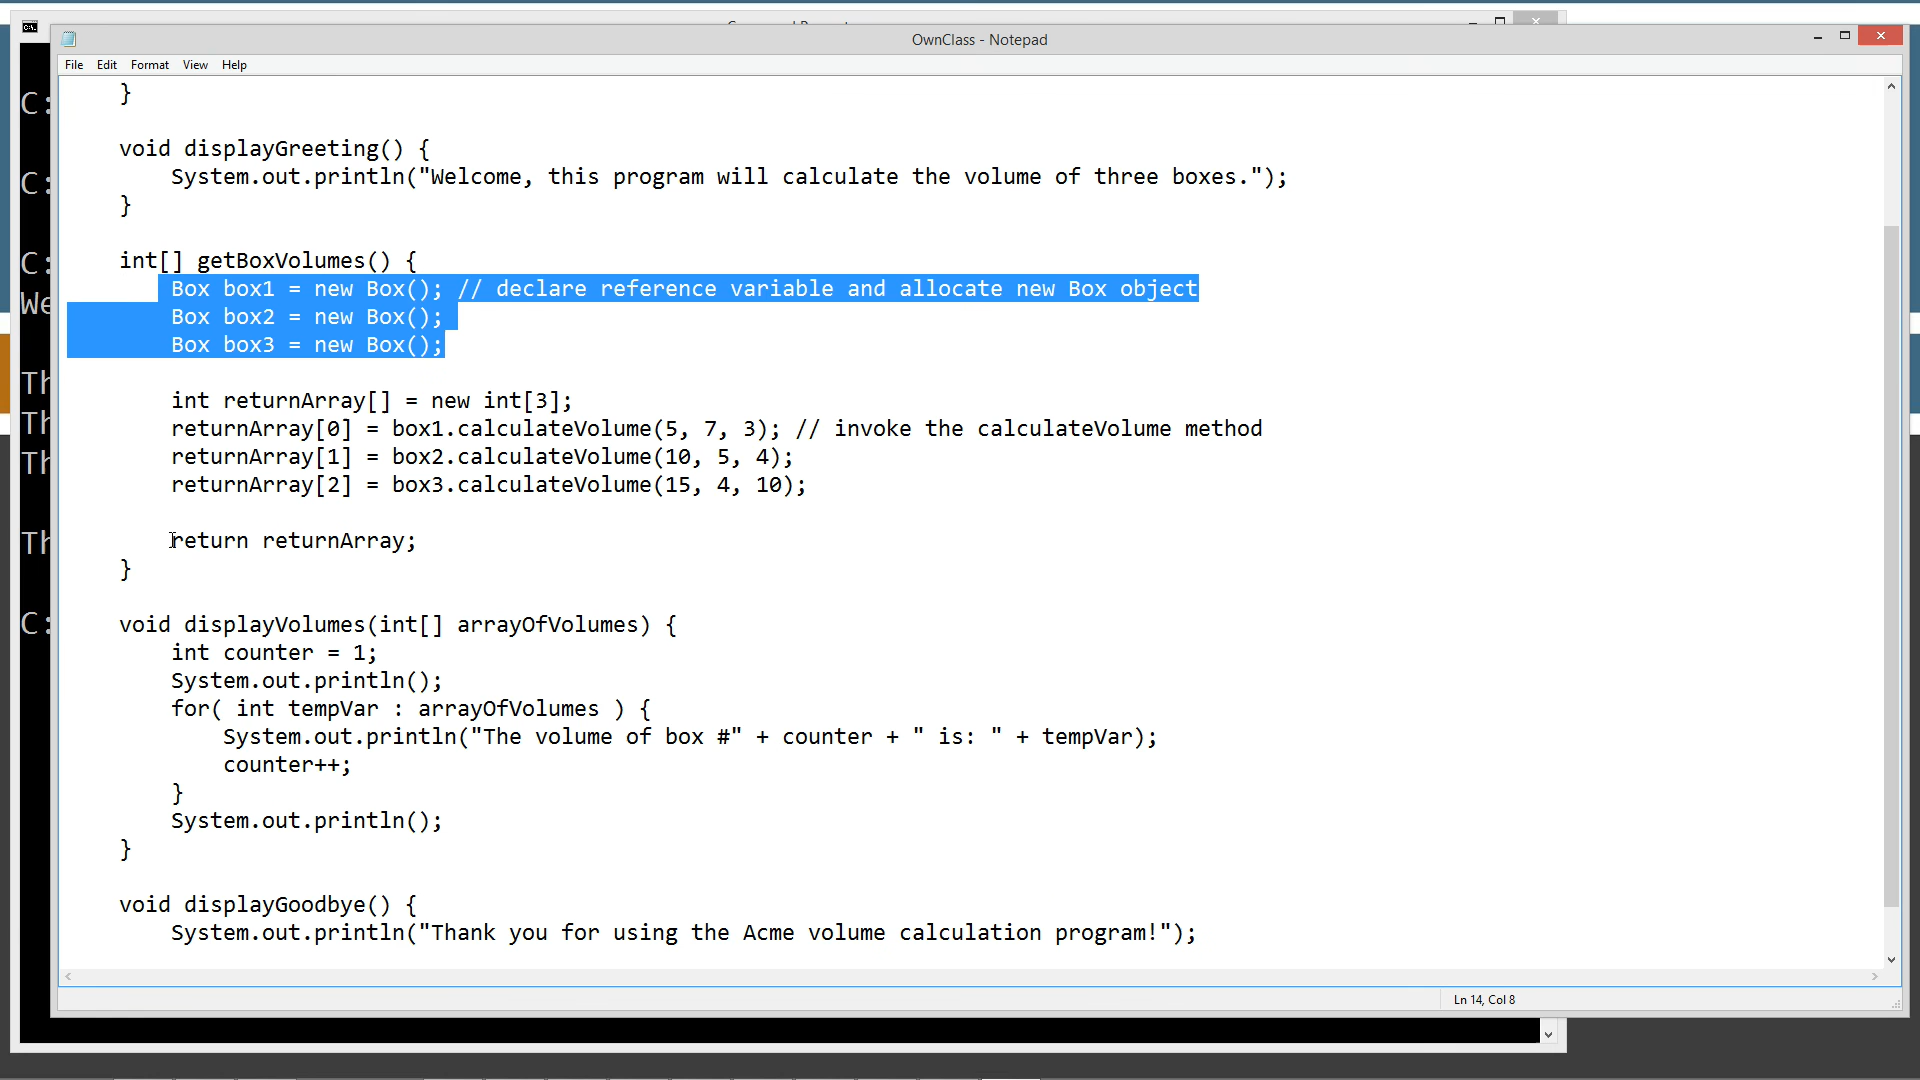 OwnClass - Notepad
File Edit Format View Help
}
void displayGreeting() {
System.out.println("Welcome, this program will calculate the volume of three boxes.");
}
int[] getBoxVolumes() {
Box box1 = new Box(); // declare reference variable and allocate new Box object
Box box2 = new Box();
Box box3 = new Box();
int returnArray[] = new int[3];
returnArray[0] = box1.calculateVolume(5, 7, 3); // invoke the calculateVolume method
returnArray[1] = box2.calculateVolume(10, 5, 4);
returnArray[2] = box3.calculateVolume(15, 4, 10);
return returnArray;
}
void displayVolumes(int[] arrayOfVolumes) {
int counter = 1;
System.out.println();
for( int tempVar : arrayOfVolumes ) {
System.out.println("The volume of box #" + counter + " is: " + tempVar);
counter++;
}
System.out.println();
}
void displayGoodbye() {
System.out.println("Thank you for using the Acme volume calculation program!");
Ln 14, Col 8
C:
C:
C:
We
Th
Th
Th
Th
C: